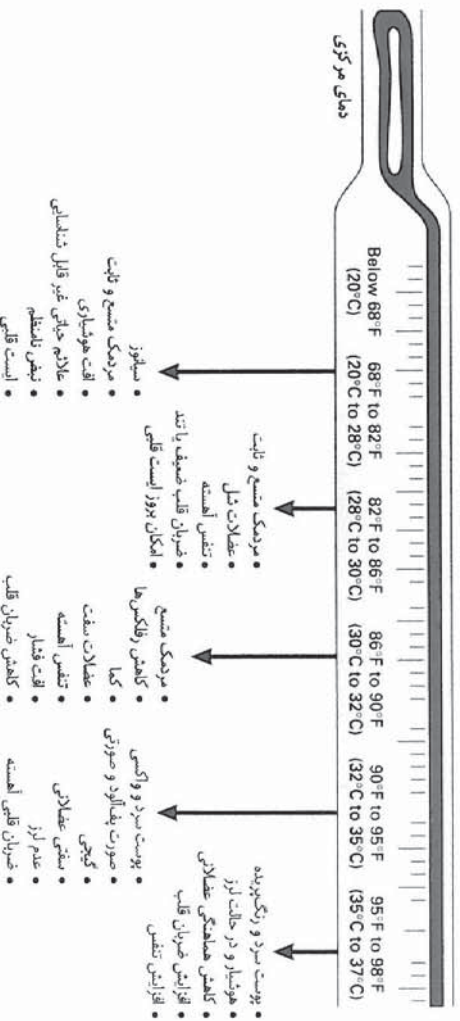 دمای مرکزی
Below 68°F
(20°C)
68°F to 82°F
(20°C to 28°C)
82°F to 86°F
(28°C to 30°C)
86°F to 90°F
(30°C to 32°C)
90°F to 95°F
(32°C to 35°C)
95°F to 98°F
(35°C to 37°C)
• سیانوز
• مردمک متسع و ثابت
• افت هوشیاری
• علائم حیاتی غیر قابل شناسایی
• نبض نامنظم
• ایست قلبی
• مردمک متسع و ثابت
• عضلات شل
• تنفس آهسته
• ضربان قلب ضعیف یا تند
• امکان بروز ایست قلبی
• مردمک متسع
• کاهش رفلکس‌ها
• کما
• عضلات سفت
• تنفس آهسته
• افت فشار
• کاهش ضربان قلب
• پوست سرد و واکسی
• صورت پف‌آلود و صورتی
• گیجی
• سفتی عضلانی
• عدم لرز
• ضربان قلبی آهسته
• پوست سرد و رنگ‌پریده
• هوشیار و در حالت لرز
• کاهش هماهنگی عضلانی
• افزایش ضربان قلب
• افزایش تنفس